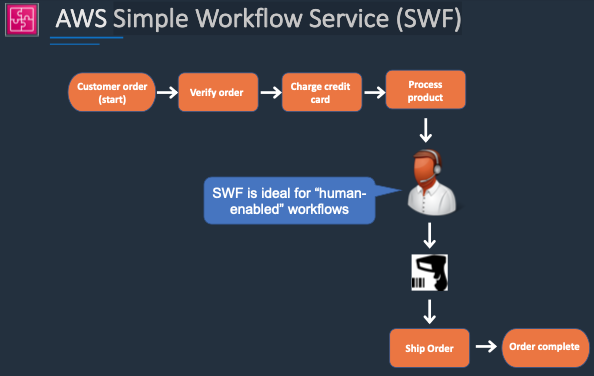 AWS Simple Workflow Service (SWF)
Customer order
(start)
Verify order
Charge credit
card
Process
product
SWF is ideal for “human-
enabled” workflows
Ship Order
Order complete